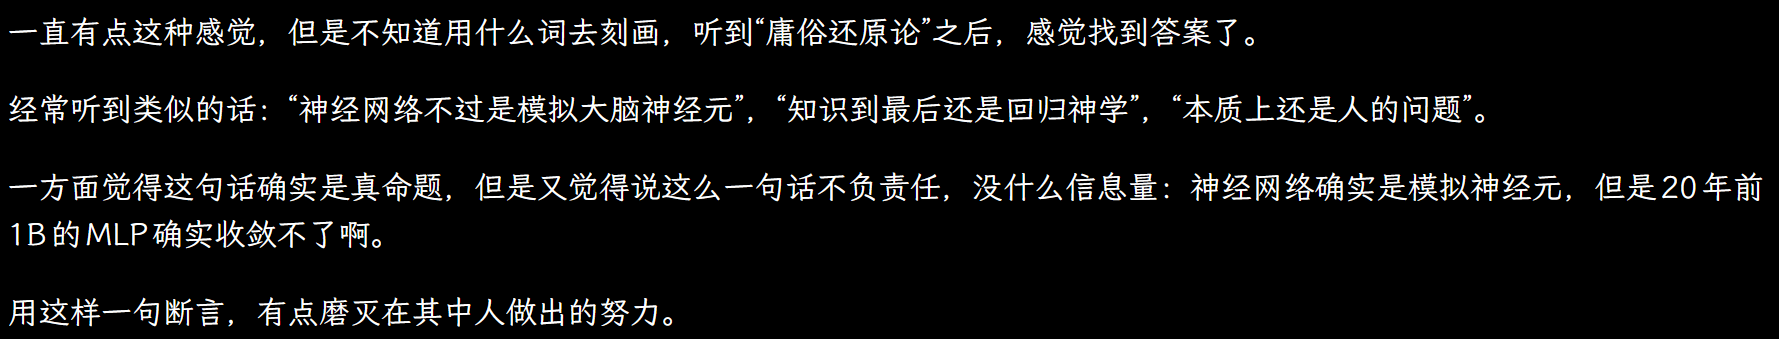 一直有点这种感觉，但是不知道用什么词去刻画，听到“庸俗还原论”之后，感觉找到答案了。
经常听到类似的话：“神经网络不过是模拟大脑神经元”，“知识到最后还是回归神学”，“本质上还是人的问题”。
一方面觉得这句话确实是真命题，但是又觉得说这么一句话不负责任，没什么信息量：神经网络确实是模拟神经元，但是20年前
1B的MLP确实收敛不了啊。
用这样一句断言，有点磨灭在其中人做出的努力。